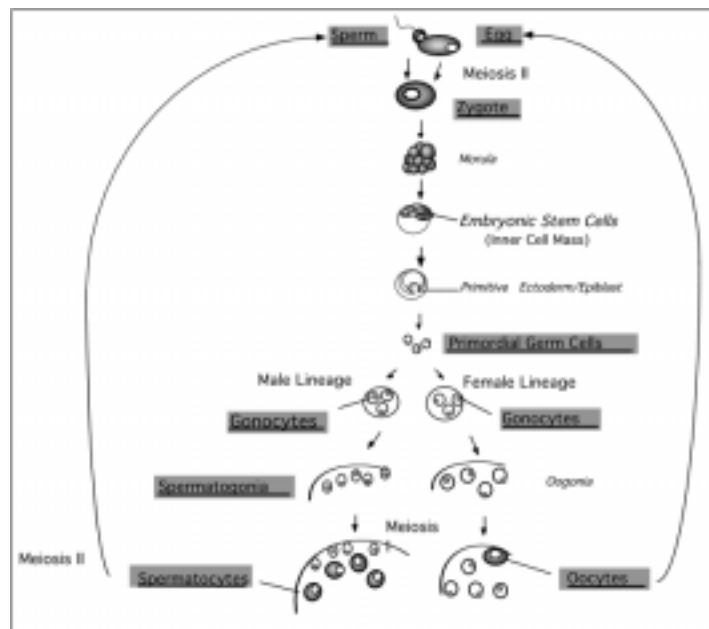 Sperm
Egg
Meiosis II
Zygote
Morula
Embryonic Stem Cells
(Inner Cell Mass)
Primitive Ectoderm/Epiblast
Primordial Germ Cells
Male Lineage
Female Lineage
Gonocytes
Gonocytes
Spermatogonia
Oogonia
Meiosis
Meiosis II
Spermatocytes
Oocytes